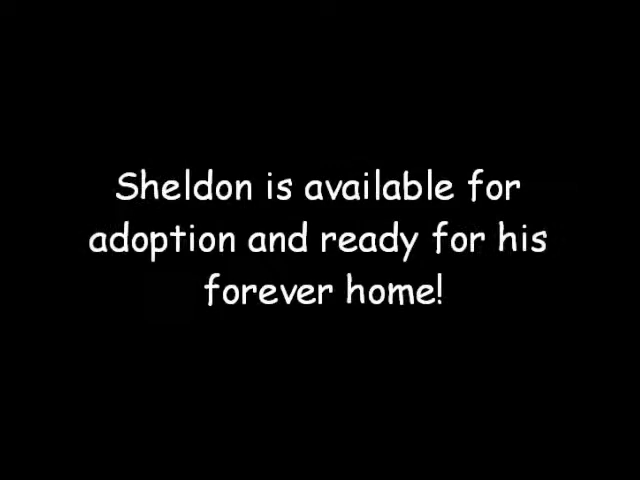 Sheldon is available for
adoption and ready for his
forever home!